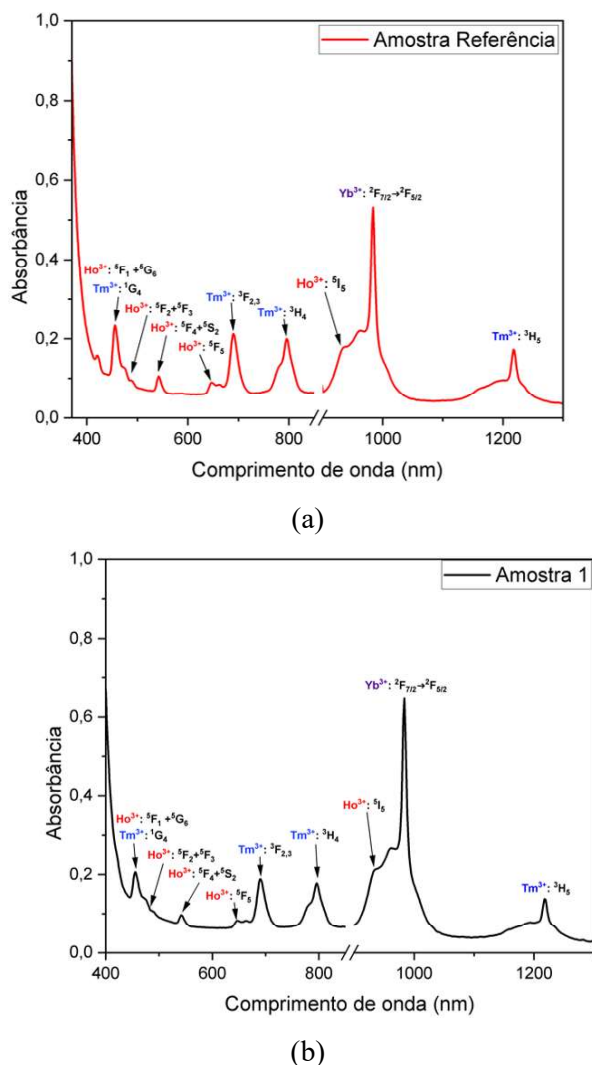 Amostra Referência
1,0
0,8
0,6
0,4
0,2
0,0
Absorbância
Yb³⁺: ²F₇/₂→²F₅/₂
Ho³⁺: ⁵F₁ +⁵G₆
Tm³⁺: ¹G₄
Ho³⁺: ⁵F₂+⁵F₃
Ho³⁺: ⁵F₄+⁵S₂
Ho³⁺: ⁵F₅
Tm³⁺: ³F₂,₃
Tm³⁺: ³H₄
Ho³⁺: ⁵I₅
Tm³⁺: ³H₅
400 600 800 1000 1200
Comprimento de onda (nm)
(a)
Amostra 1
1,0
0,8
0,6
0,4
0,2
0,0
Absorbância
Yb³⁺: ²F₇/₂→²F₅/₂
Ho³⁺: ⁵F₁ +⁵G₆
Tm³⁺: ¹G₄
Ho³⁺: ⁵F₂+⁵F₃
Ho³⁺: ⁵F₄+⁵S₂
Ho³⁺: ⁵F₅
Tm³⁺: ³F₂,₃
Tm³⁺: ³H₄
Ho³⁺: ⁵I₅
Tm³⁺: ³H₅
400 600 800 1000 1200
Comprimento de onda (nm)
(b)